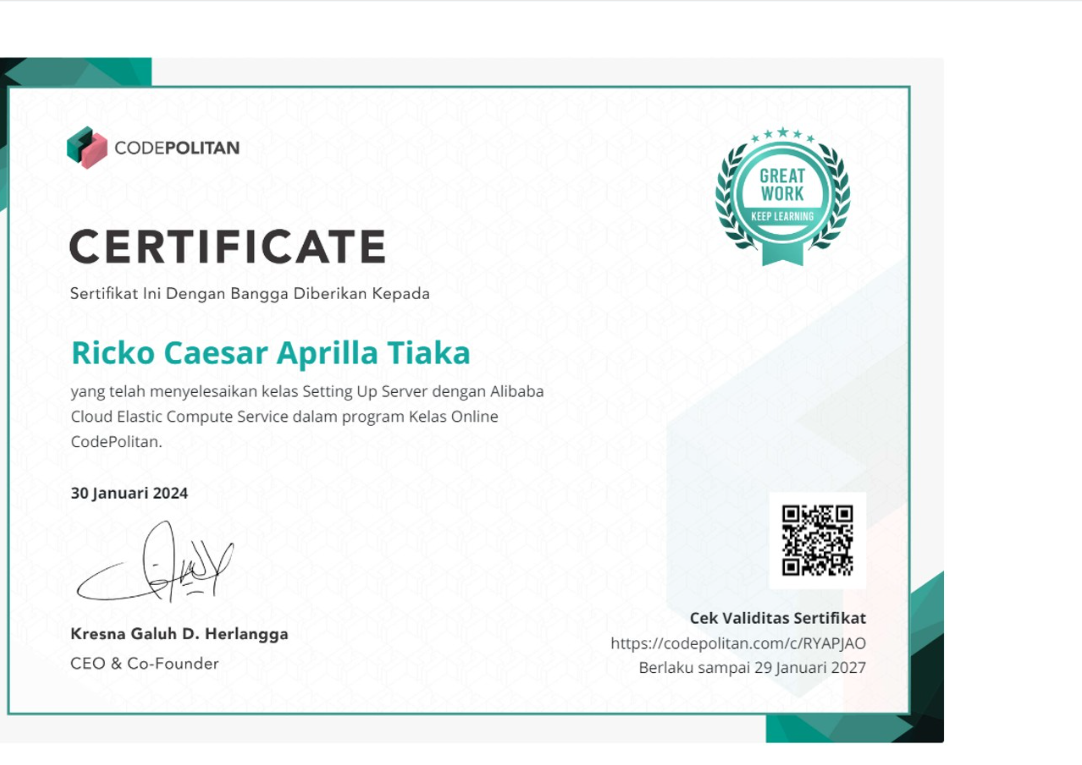 CODEPOLITAN
GREAT
WORK
KEEP LEARNING
CERTIFICATE
Sertifikat Ini Dengan Bangga Diberikan Kepada
Ricko Caesar Aprilla Tiaka
yang telah menyelesaikan kelas Setting Up Server dengan Alibaba
Cloud Elastic Compute Service dalam program Kelas Online
CodePolitan.
30 Januari 2024
Kresna Galuh D. Herlangga
CEO & Co-Founder
Cek Validitas Sertifikat
https://codepolitan.com/c/RYAPJAO
Berlaku sampai 29 Januari 2027